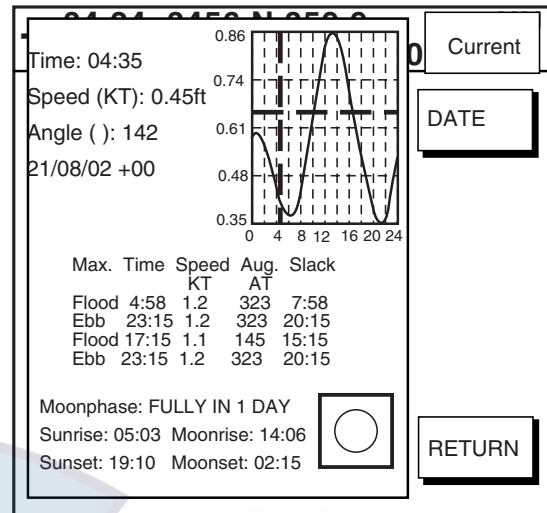 Time: 04:35
Speed (KT): 0.45ft
Angle ( ): 142
21/08/02 +00
0.86
0.74
0.61
0.48
0.35
0 4 8 12 16 20 24
Current
DATE
Max. Time Speed Aug. Slack
KT AT
Flood 4:58 1.2 323 7:58
Ebb 23:15 1.2 323 20:15
Flood 17:15 1.1 145 15:15
Ebb 23:15 1.2 323 20:15
Moonphase: FULLY IN 1 DAY
Sunrise: 05:03 Moonrise: 14:06
Sunset: 19:10 Moonset: 02:15
RETURN